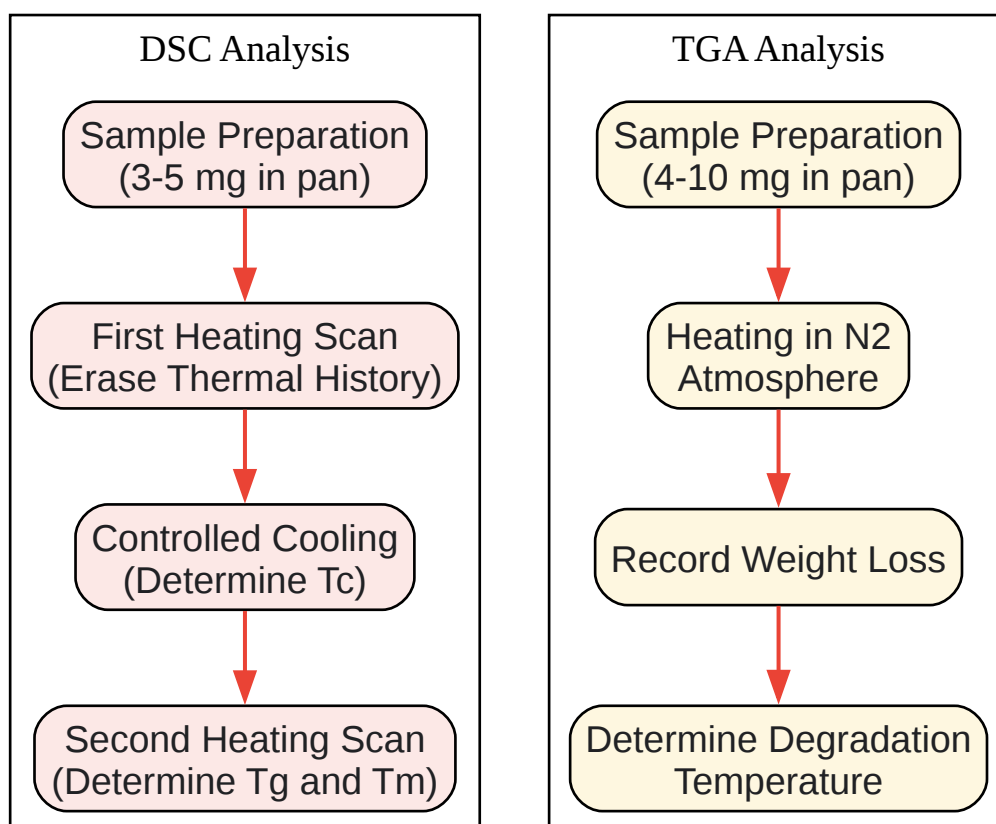 DSC Analysis
Sample Preparation
(3-5 mg in pan)
First Heating Scan
(Erase Thermal History)
Controlled Cooling
(Determine Tc)
Second Heating Scan
(Determine Tg and Tm)
TGA Analysis
Sample Preparation
(4-10 mg in pan)
Heating in N2
Atmosphere
Record Weight Loss
Determine Degradation
Temperature